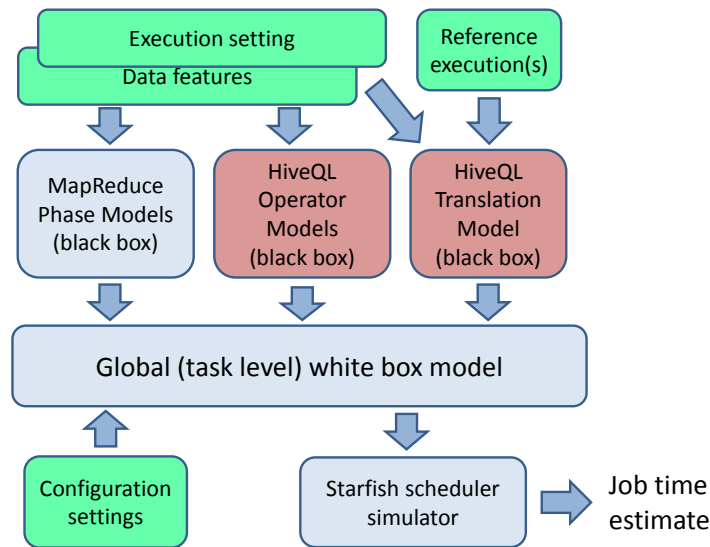 Execution setting
Data features
Reference
execution(s)
MapReduce
Phase Models
(black box)
HiveQL
Operator
Models
(black box)
HiveQL
Translation
Model
(black box)
Global (task level) white box model
Configuration
settings
Starfish scheduler
simulator
Job time
estimate